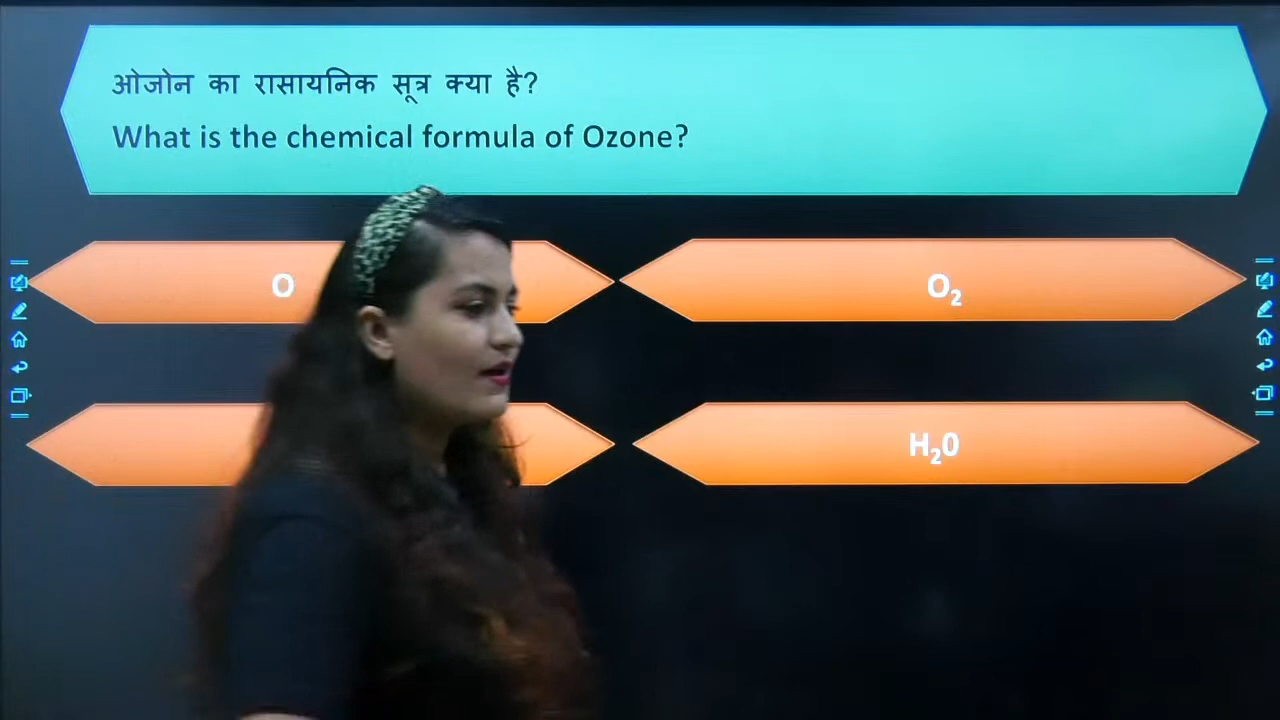 ओजोन का रासायनिक सूत्र क्या है?
What is the chemical formula of Ozone?
O
O₂
H₂0